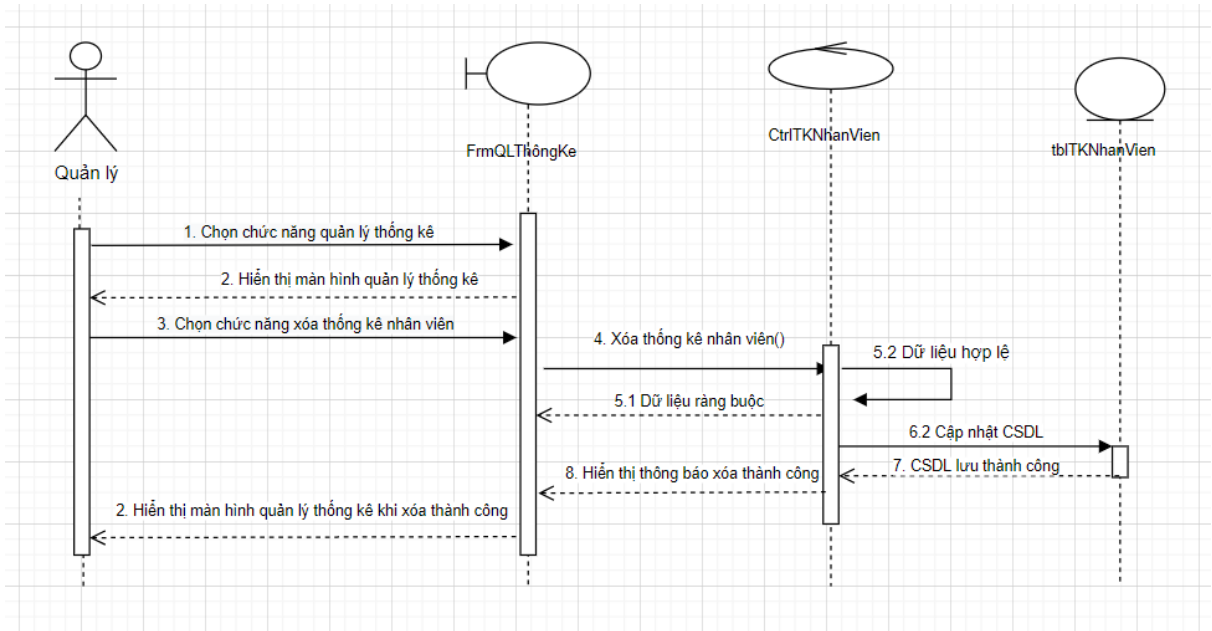 Quản lý
FrmQLThôngKe
CtrlTKNhanVien
tblTKNhanVien
1. Chọn chức năng quản lý thống kê
2. Hiển thị màn hình quản lý thống kê
3. Chọn chức năng xóa thống kê nhân viên
4. Xóa thống kê nhân viên()
5.2 Dữ liệu hợp lệ
5.1 Dữ liệu ràng buộc
6.2 Cập nhật CSDL
7. CSDL lưu thành công
8. Hiển thị thông báo xóa thành công
2. Hiển thị màn hình quản lý thống kê khi xóa thành công